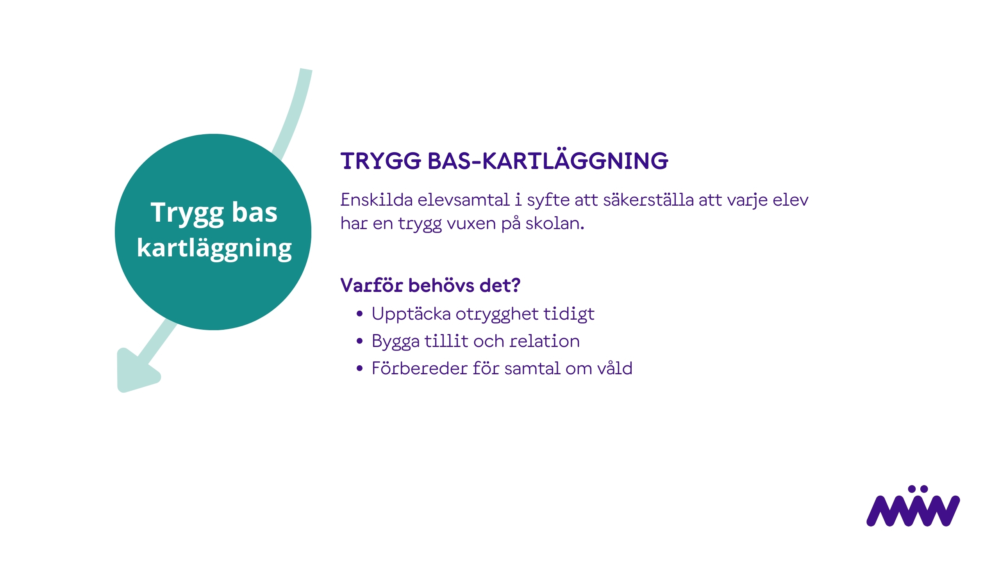 Trygg bas
kartläggning
TRYGG BAS-KARTLÄGGNING
Enskilda elevsamtal i syfte att säkerställa att varje elev
har en trygg vuxen på skolan.
Varför behövs det?
• Upptäcka otrygghet tidigt
• Bygga tillit och relation
• Förbereder för samtal om våld
MÄN